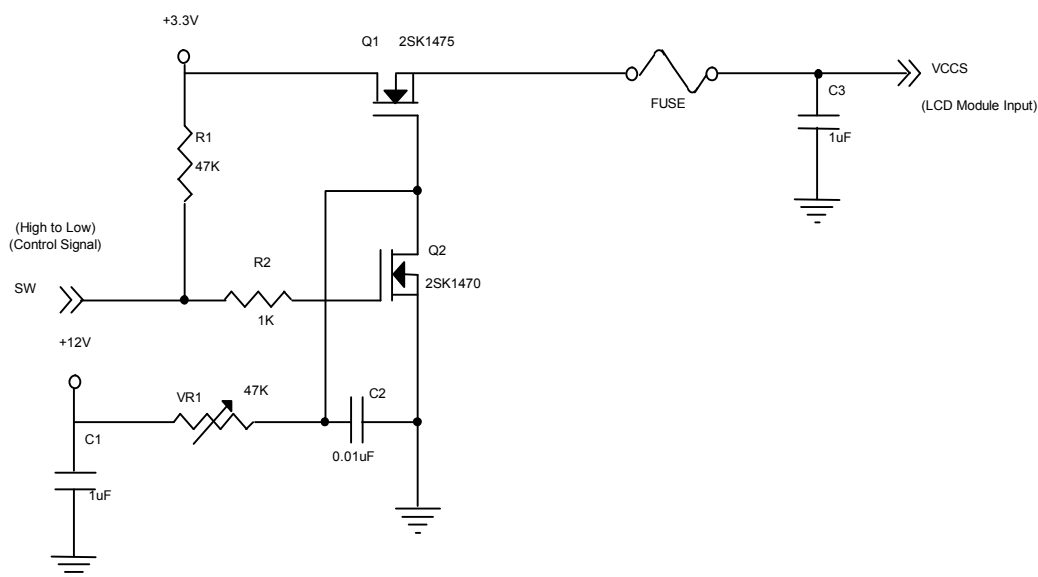 +3.3V
Q1 2SK1475
VCCS
FUSE
C3
(LCD Module Input)
1uF
R1
47K
(High to Low)
(Control Signal)
Q2
R2
SW
2SK1470
1K
+12V
VR1
47K
C2
C1
0.01uF
1uF